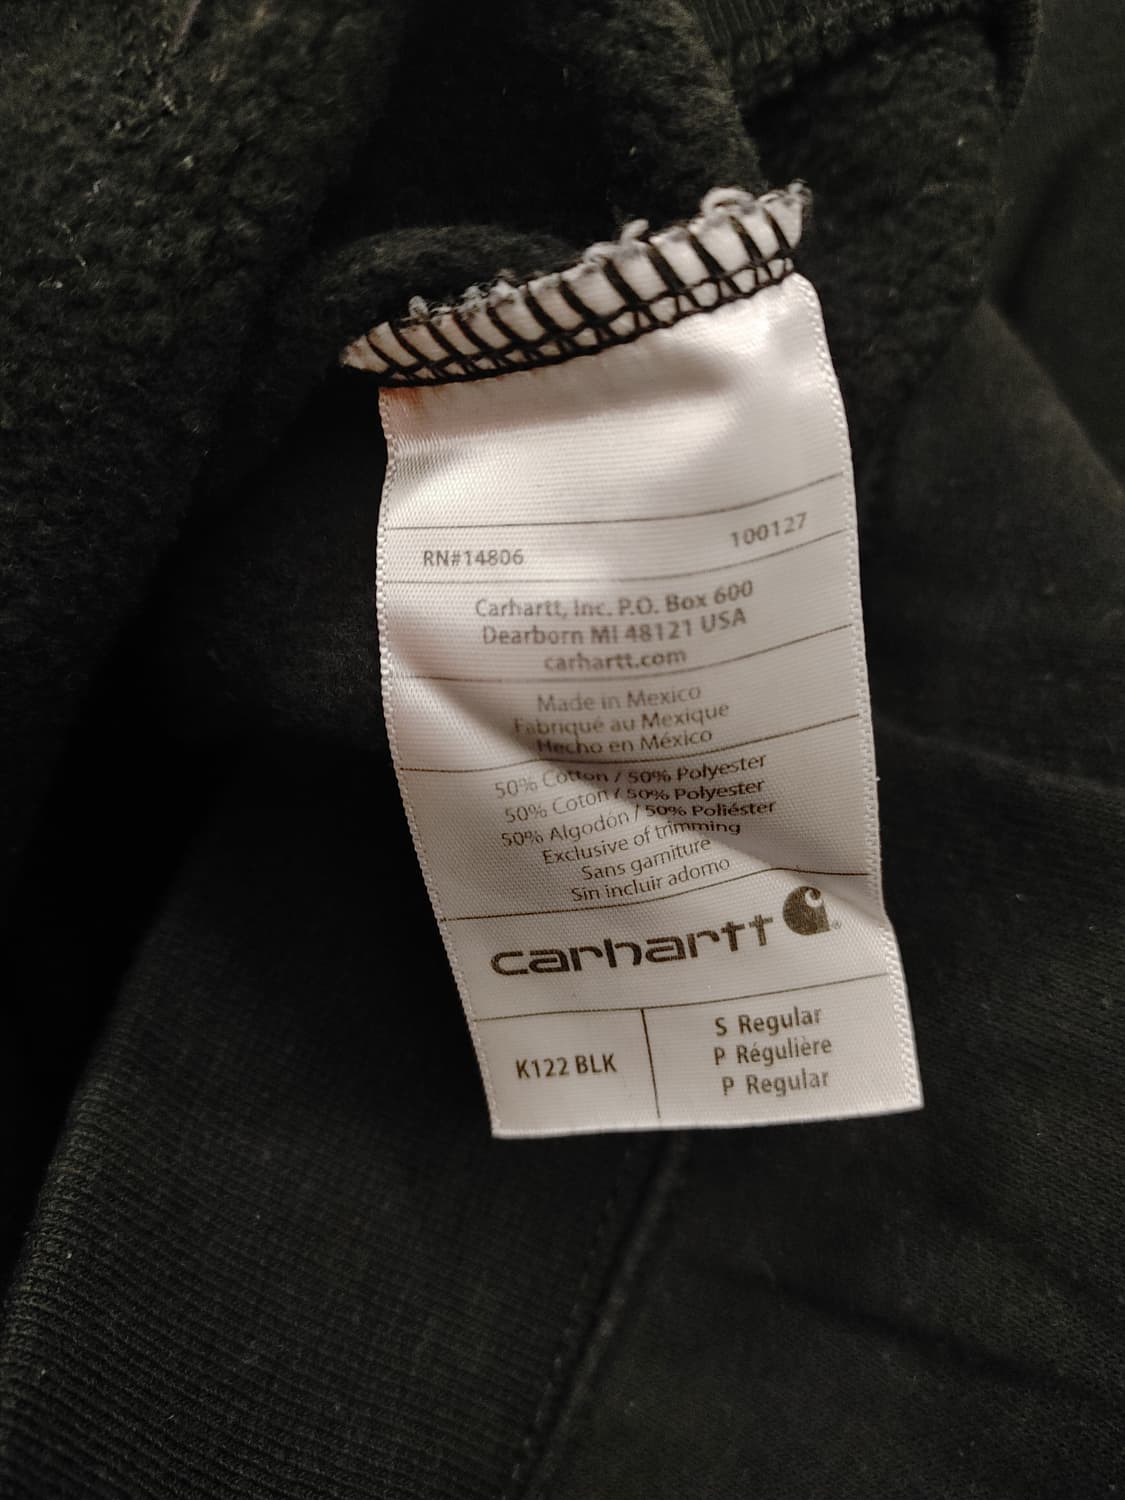 RN#14806 100127
Carhartt, Inc. P.O. Box 600
Dearborn MI 48121 USA
carhartt.com
Made in Mexico
Fabriqué au Mexique
Hecho en México
50% Cotton / 50% Polyester
50% Coton / 50% Polyester
50% Algodón / 50% Poliéster
Exclusive of trimming
Sans garniture
Sin incluir adorno
carhartt
K122 BLK
S Regular
P Régulière
P Regular